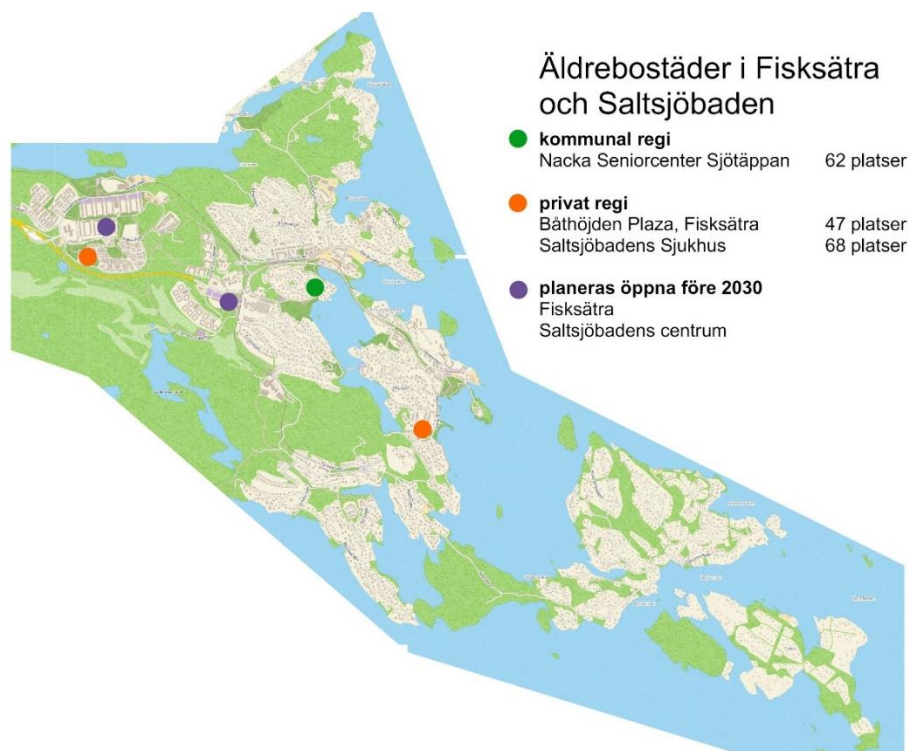 Äldrebostäder i Fisksätra
och Saltsjöbaden
kommunal regi
Nacka Seniorcenter Sjötäppan 62 platser
privat regi
Båthöjden Plaza, Fisksätra 47 platser
Saltsjöbadens Sjukhus 68 platser
planeras öppna före 2030
Fisksätra
Saltsjöbadens centrum